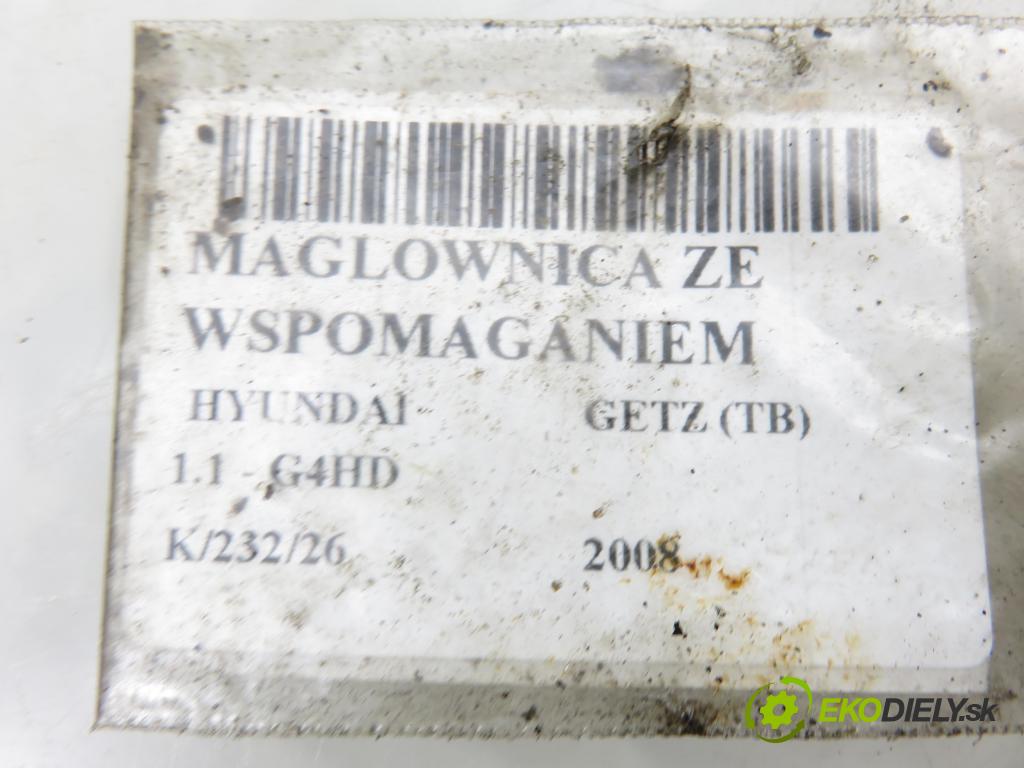 MAGLOWNICA ZE
WSPOMAGANIEM
HYUNDAI GETZ (TB)
1.1 - G4HD
K/232/26 2008
EKODIELY.sk